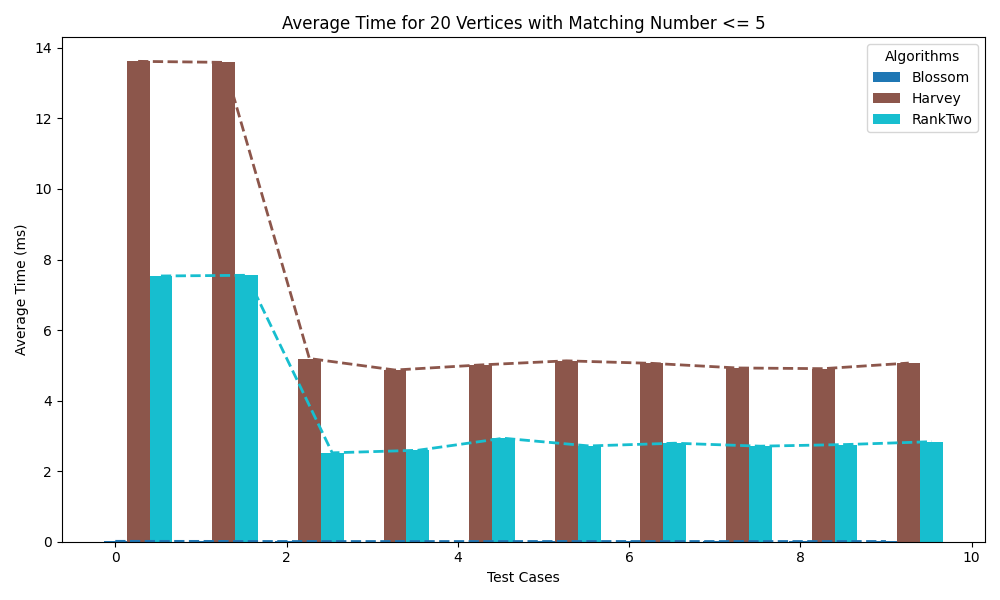 Average Time for 20 Vertices with Matching Number <= 5
Average Time (ms)
14
12
10
8
6
4
2
0
Algorithms
Blossom
Harvey
RankTwo
0 2 4 6 8 10
Test Cases